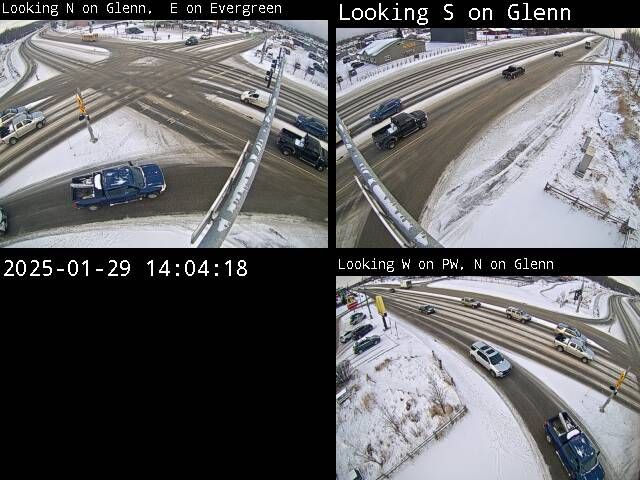 Looking N on Glenn,  E on Evergreen
Looking S on Glenn
2025-01-29 14:04:18
Looking W on PW, N on Glenn